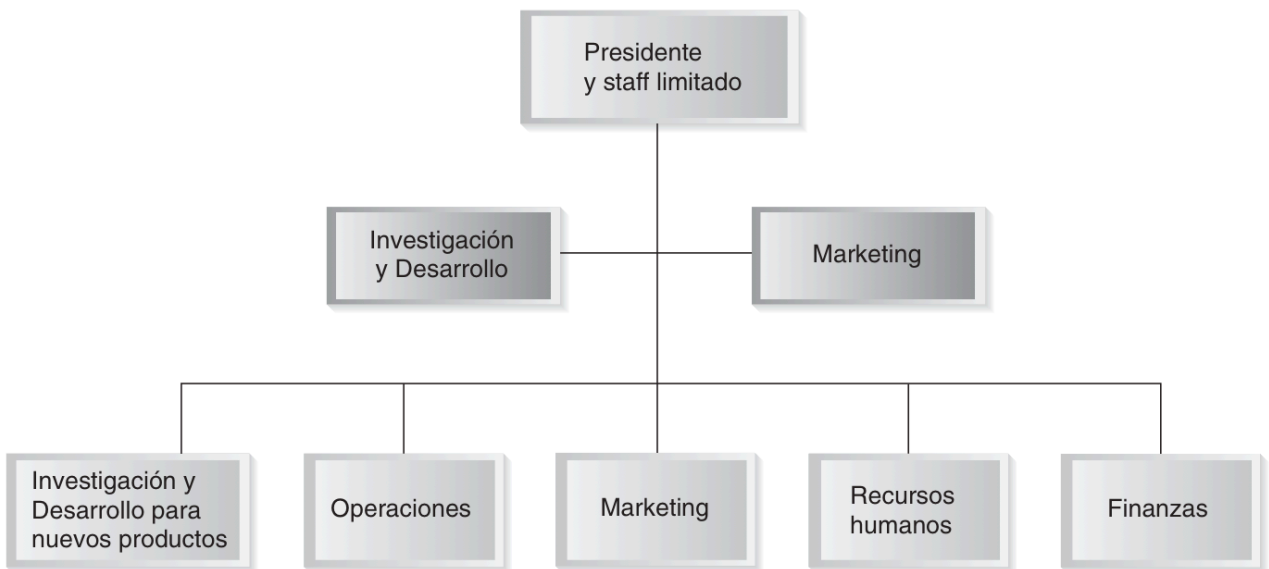 Presidente
y staff limitado
Investigación
y Desarrollo
Marketing
Investigación y
Desarrollo para
nuevos productos
Operaciones
Marketing
Recursos
humanos
Finanzas